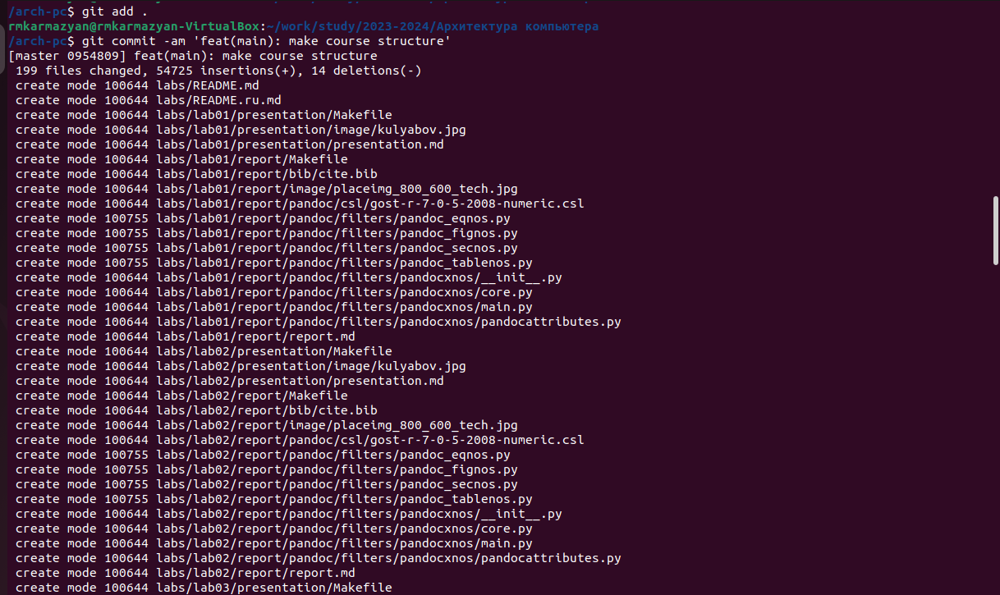 /arch-pc$ git add .
rmkarmazyan@rmkarmazyan-VirtualBox:~/work/study/2023-2024/Архитектура компьютера
/arch-pc$ git commit -am 'feat(main): make course structure'
[master 0954809] feat(main): make course structure
 199 files changed, 54725 insertions(+), 14 deletions(-)
 create mode 100644 labs/README.md
 create mode 100644 labs/README.ru.md
 create mode 100644 labs/lab01/presentation/Makefile
 create mode 100644 labs/lab01/presentation/image/kulyabov.jpg
 create mode 100644 labs/lab01/presentation/presentation.md
 create mode 100644 labs/lab01/report/Makefile
 create mode 100644 labs/lab01/report/bib/cite.bib
 create mode 100644 labs/lab01/report/image/placeimg_800_600_tech.jpg
 create mode 100644 labs/lab01/report/pandoc/csl/gost-r-7-0-5-2008-numeric.csl
 create mode 100755 labs/lab01/report/pandoc/filters/pandoc_eqnos.py
 create mode 100755 labs/lab01/report/pandoc/filters/pandoc_fignos.py
 create mode 100755 labs/lab01/report/pandoc/filters/pandoc_secnos.py
 create mode 100755 labs/lab01/report/pandoc/filters/pandoc_tablenos.py
 create mode 100644 labs/lab01/report/pandoc/filters/pandocxnos/__init__.py
 create mode 100644 labs/lab01/report/pandoc/filters/pandocxnos/core.py
 create mode 100644 labs/lab01/report/pandoc/filters/pandocxnos/main.py
 create mode 100644 labs/lab01/report/pandoc/filters/pandocxnos/pandocattributes.py
 create mode 100644 labs/lab01/report/report.md
 create mode 100644 labs/lab02/presentation/Makefile
 create mode 100644 labs/lab02/presentation/image/kulyabov.jpg
 create mode 100644 labs/lab02/presentation/presentation.md
 create mode 100644 labs/lab02/report/Makefile
 create mode 100644 labs/lab02/report/bib/cite.bib
 create mode 100644 labs/lab02/report/image/placeimg_800_600_tech.jpg
 create mode 100644 labs/lab02/report/pandoc/csl/gost-r-7-0-5-2008-numeric.csl
 create mode 100755 labs/lab02/report/pandoc/filters/pandoc_eqnos.py
 create mode 100755 labs/lab02/report/pandoc/filters/pandoc_fignos.py
 create mode 100755 labs/lab02/report/pandoc/filters/pandoc_secnos.py
 create mode 100755 labs/lab02/report/pandoc/filters/pandoc_tablenos.py
 create mode 100644 labs/lab02/report/pandoc/filters/pandocxnos/__init__.py
 create mode 100644 labs/lab02/report/pandoc/filters/pandocxnos/core.py
 create mode 100644 labs/lab02/report/pandoc/filters/pandocxnos/main.py
 create mode 100644 labs/lab02/report/pandoc/filters/pandocxnos/pandocattributes.py
 create mode 100644 labs/lab02/report/report.md
 create mode 100644 labs/lab03/presentation/Makefile